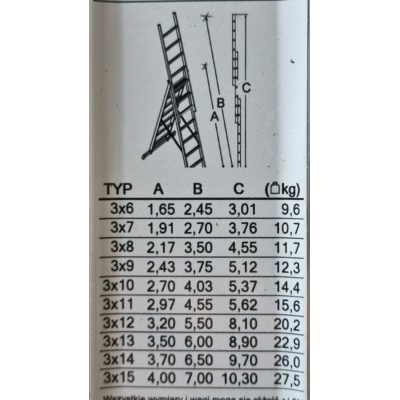 C
B
A
TYP A B C (kg)
3x6 1,65 2,45 3,01 9,6
3x7 1,91 2,70 3,76 10,7
3x8 2,17 3,50 4,55 11,7
3x9 2,43 3,75 5,12 12,3
3x10 2,70 4,03 5,37 14,4
3x11 2,97 4,55 5,62 15,6
3x12 3,20 5,50 8,10 20,2
3x13 3,50 6,00 8,90 22,9
3x14 3,70 6,50 9,70 26,0
3x15 4,00 7,00 10,30 27,5
Wszystkie wymiary i wagi mogą się różnić